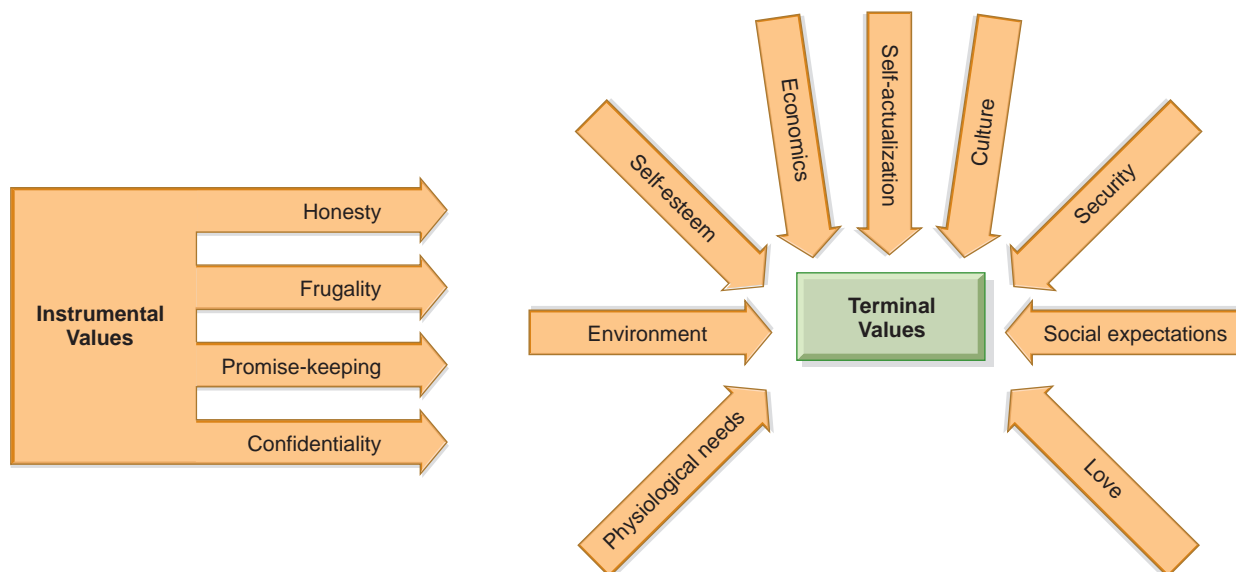 Instrumental
Values
Honesty
Frugality
Promise-keeping
Confidentiality
Physiological needs
Environment
Self-esteem
Economics
Self-actualization
Culture
Security
Social expectations
Love
Terminal
Values